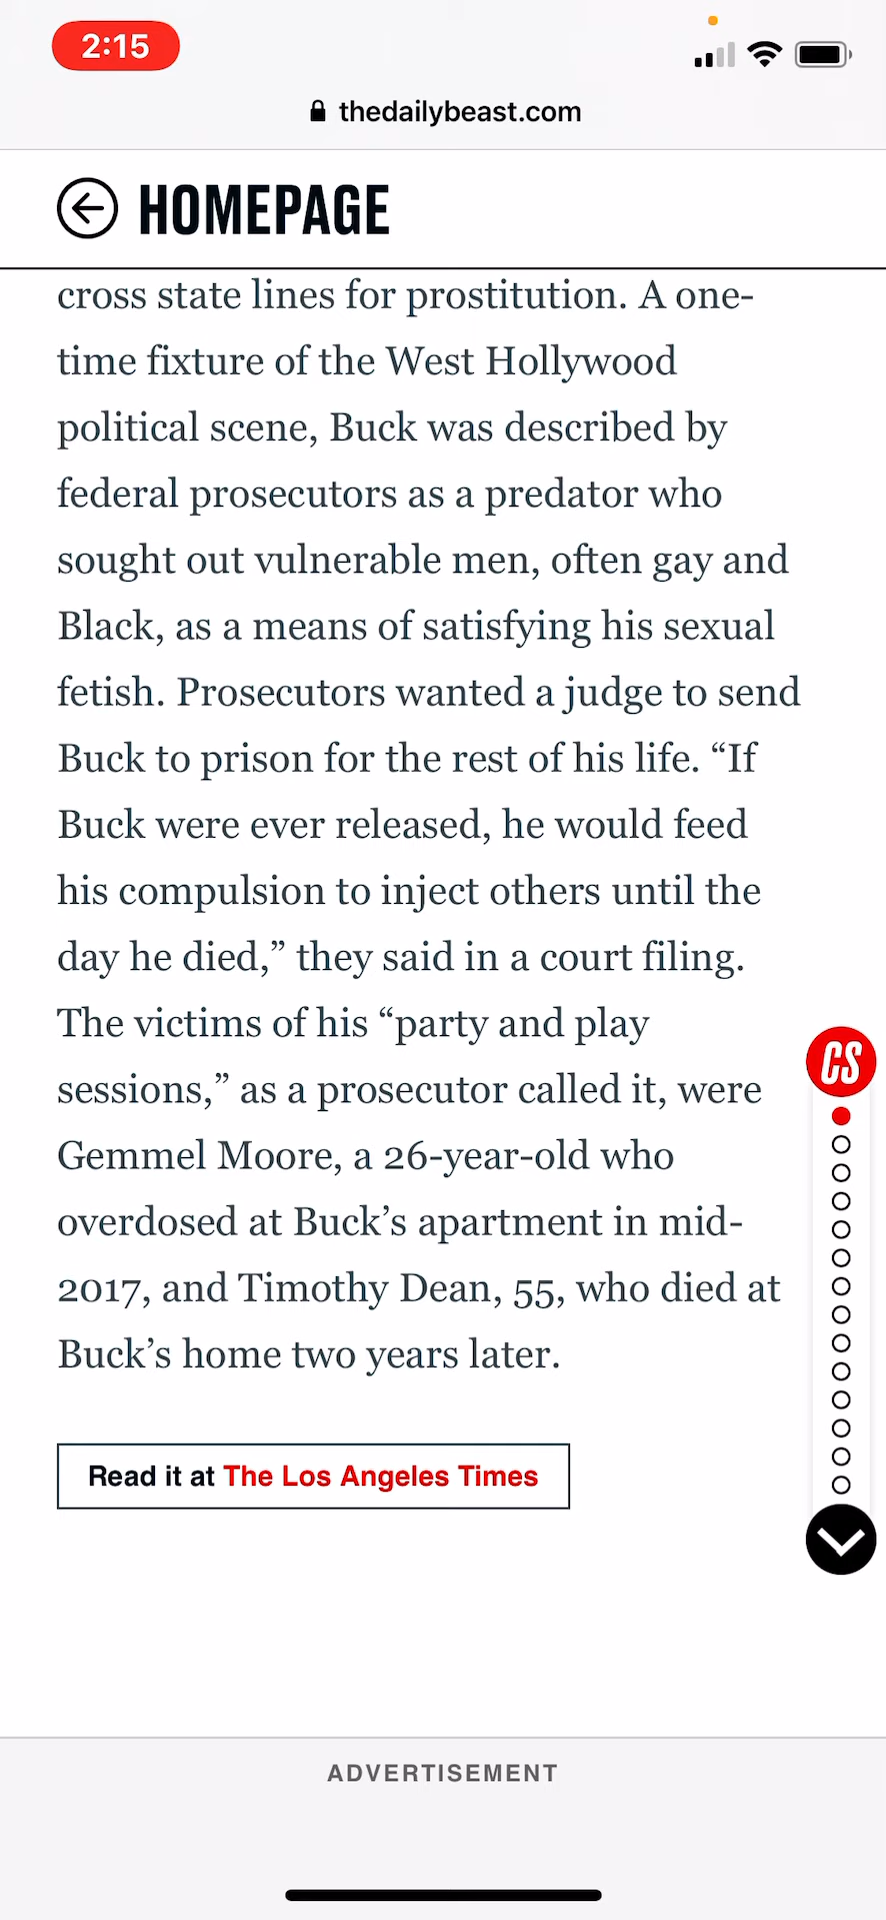 2:15
thedailybeast.com
HOMEPAGE
cross state lines for prostitution. A one-
time fixture of the West Hollywood
political scene, Buck was described by
federal prosecutors as a predator who
sought out vulnerable men, often gay and
Black, as a means of satisfying his sexual
fetish. Prosecutors wanted a judge to send
Buck to prison for the rest of his life. “If
Buck were ever released, he would feed
his compulsion to inject others until the
day he died,” they said in a court filing.
The victims of his “party and play
sessions,” as a prosecutor called it, were
Gemmel Moore, a 26-year-old who
overdosed at Buck’s apartment in mid-
2017, and Timothy Dean, 55, who died at
Buck’s home two years later.
CS
Read it at The Los Angeles Times
ADVERTISEMENT